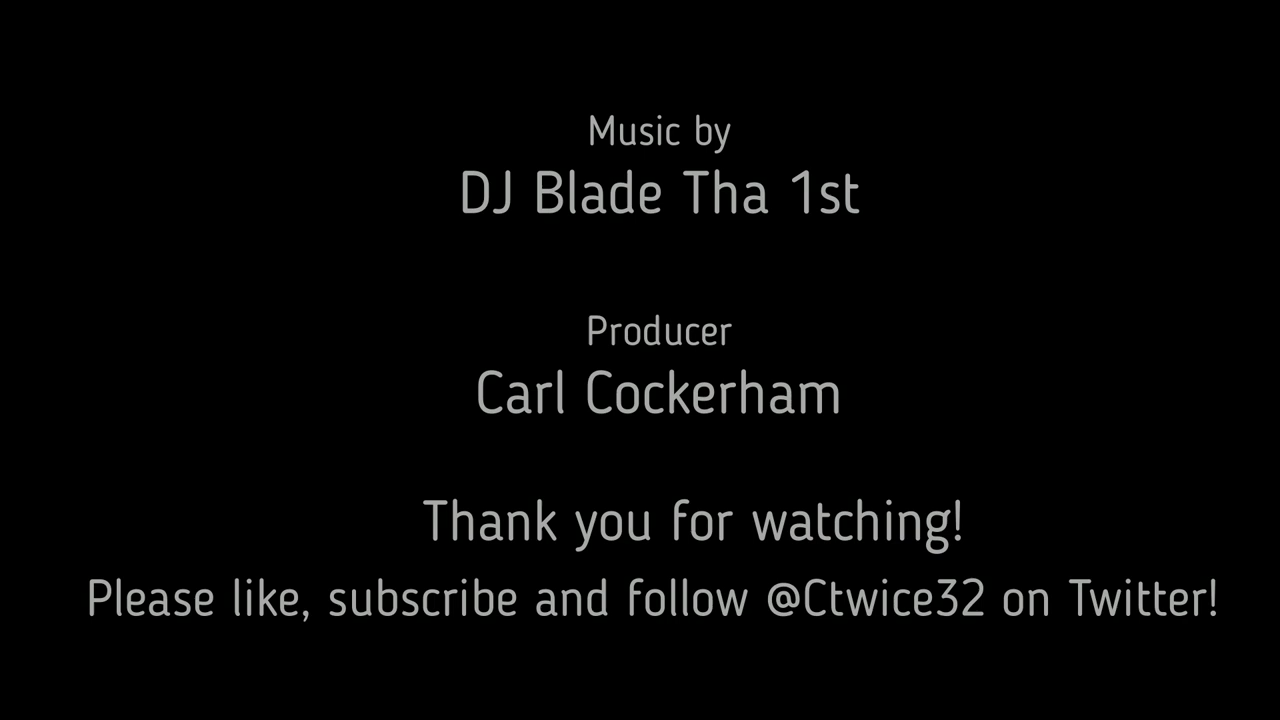 Music by
DJ Blade Tha 1st
Producer
Carl Cockerham
Thank you for watching!
Please like, subscribe and follow @Ctwice32 on Twitter!